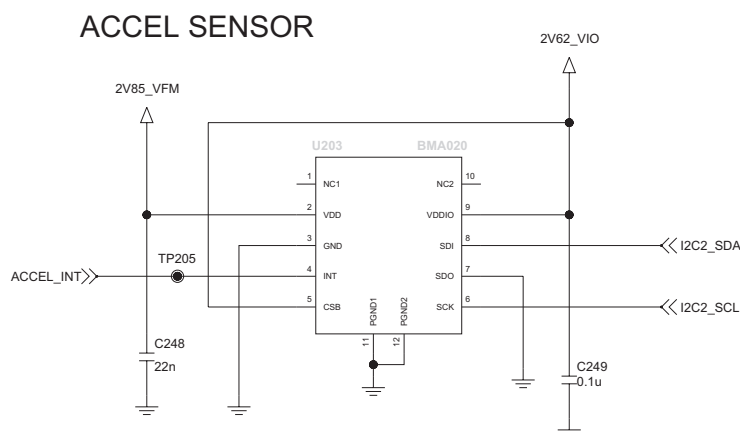 ACCEL SENSOR
2V62_VIO
2V85_VFM
U203 BMA020
1 NC1 NC2 10
2 VDD VDDIO 9
3 GND SDI 8
I2C2_SDA
TP205
ACCEL_INT
4 INT SDO 7
5 CSB SCK 6
I2C2_SCL
PGND1 PGND2
11 12
C248
22n
C249
0.1u